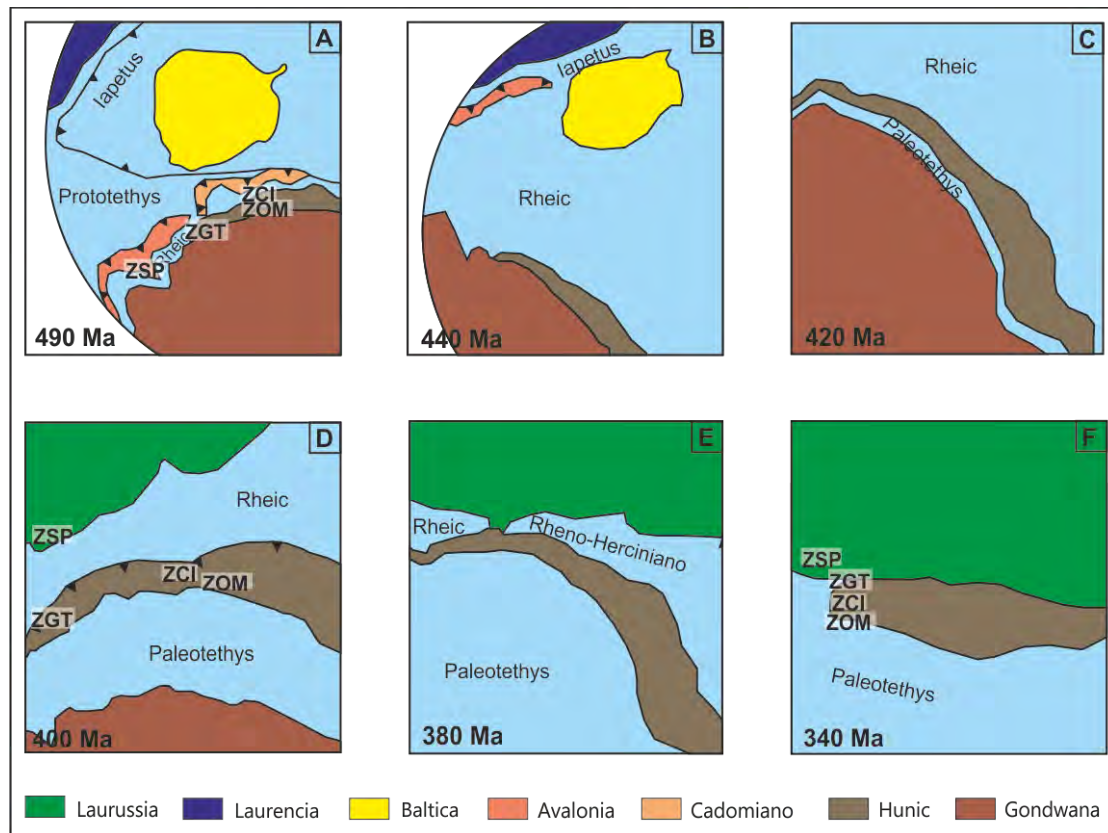 A
Iapetus
Prototethys
ZCI
ZOM
ZGT
Rheic
ZSP
490 Ma
B
Iapetus
Rheic
440 Ma
C
Rheic
Paleotethys
420 Ma
D
Rheic
ZSP
ZCI
ZOM
ZGT
Paleotethys
400 Ma
E
Rheic
Rheno-Herciniano
Paleotethys
380 Ma
F
ZSP
ZGT
ZCI
ZOM
Paleotethys
340 Ma
Laurussia
Laurencia
Baltica
Avalonia
Cadomiano
Hunic
Gondwana